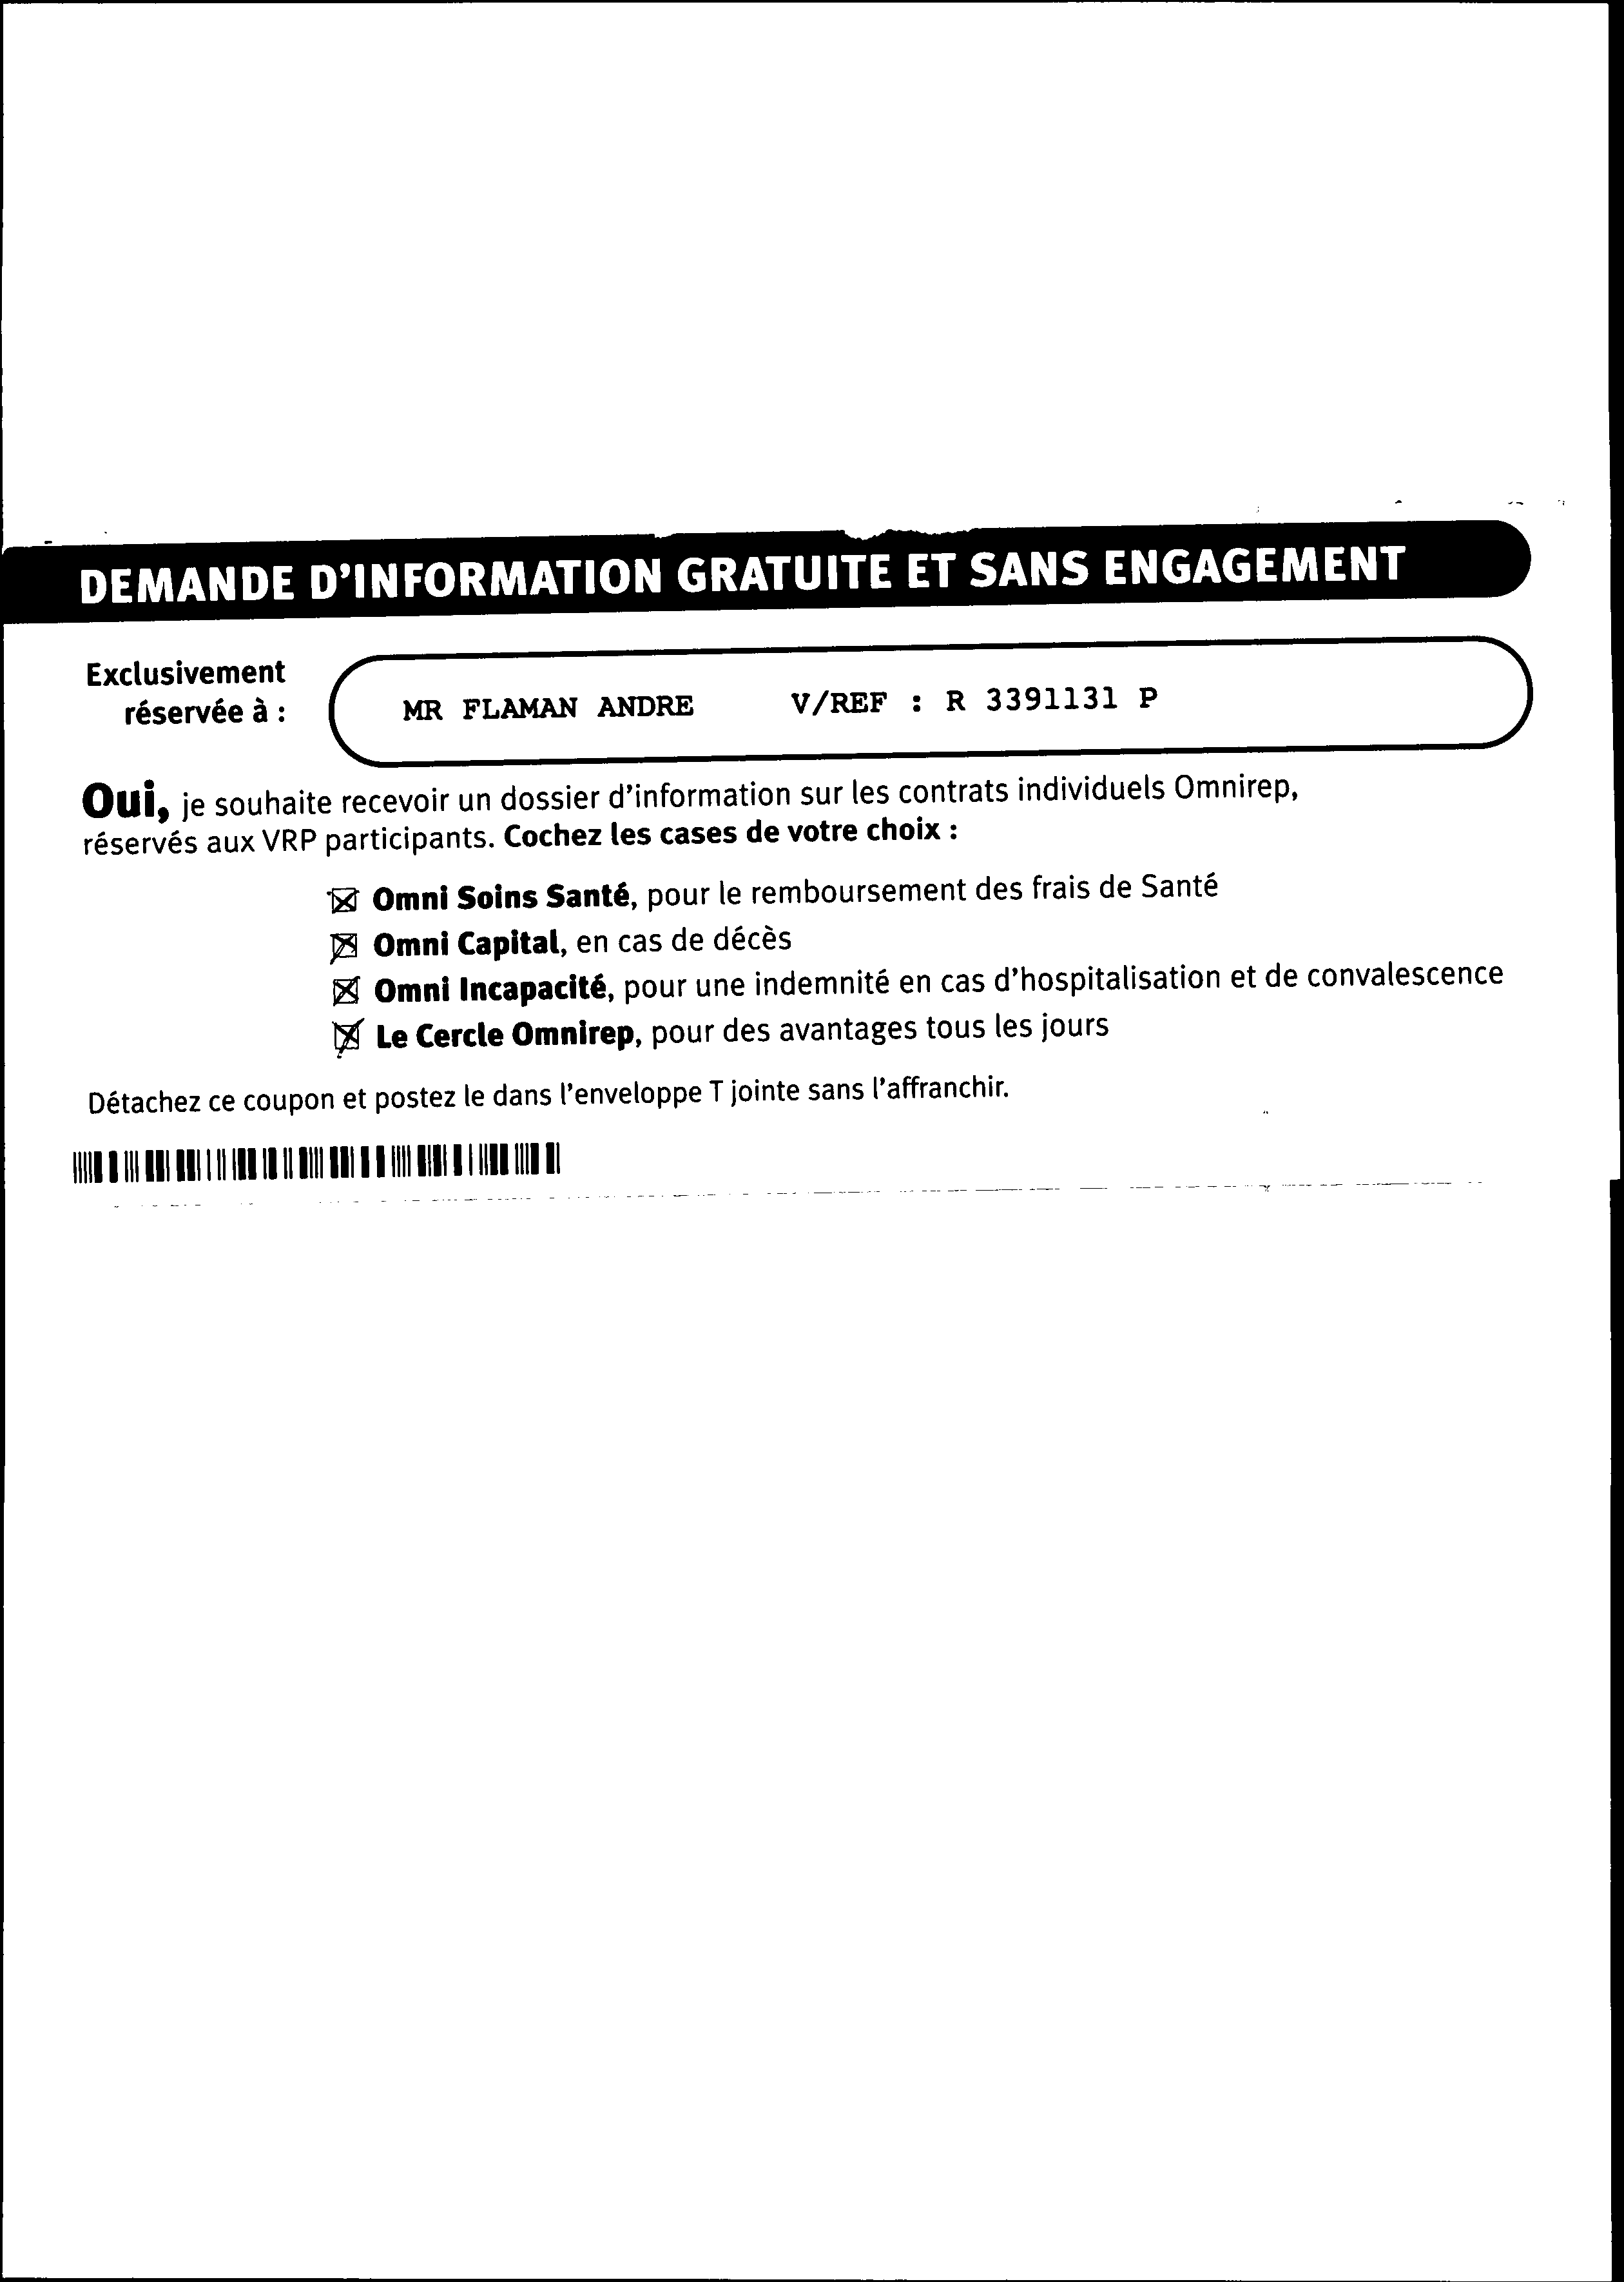 DEMANDE D'INFORMATION GRATUITE ET SANS ENGAGEMENT
Exclusivement
réservée à :
MR FLAMAN ANDRE V/REF : R 3391131 P
Oui, je souhaite recevoir un dossier d'information sur les contrats individuels Omnirep,
réservés aux VRP participants. Cochez les cases de votre choix :
☒ Omni Soins Santé, pour le remboursement des frais de Santé
☒ Omni Capital, en cas de décès
☒ Omni Incapacité, pour une indemnité en cas d'hospitalisation et de convalescence
☒ Le Cercle Omnirep, pour des avantages tous les jours
Détachez ce coupon et postez le dans l'enveloppe T jointe sans l'affranchir.